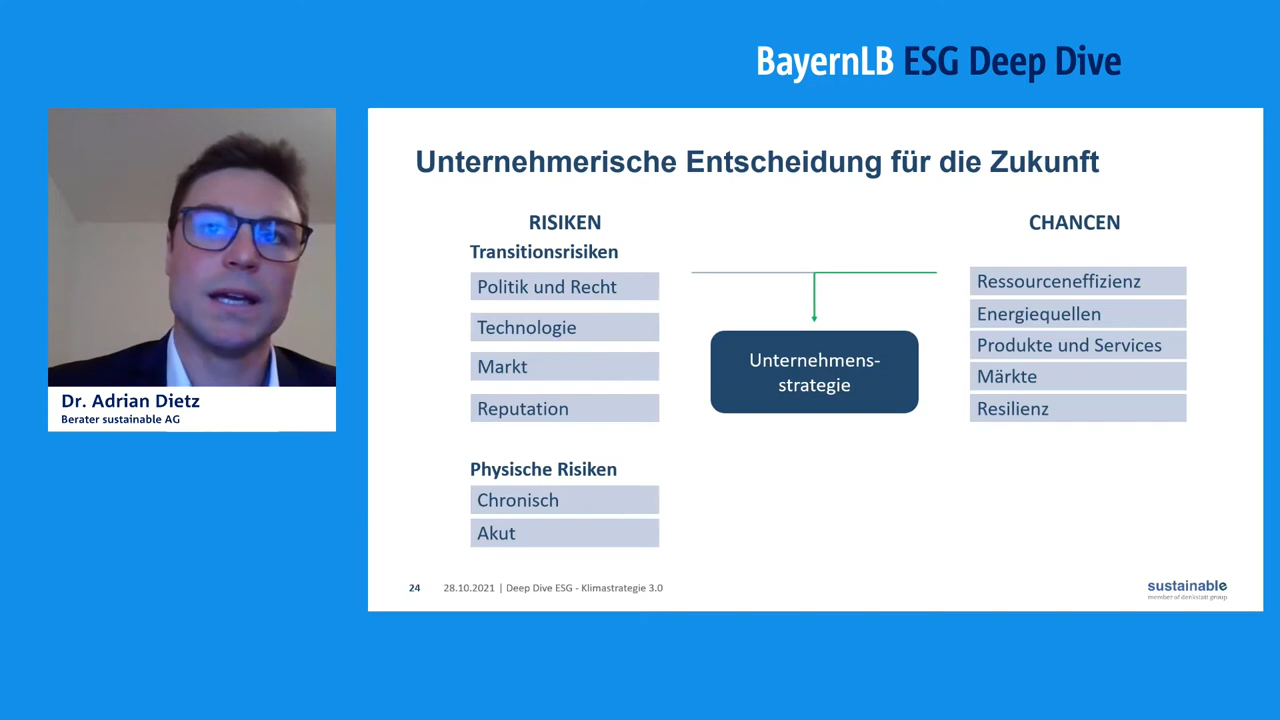 BayernLB ESG Deep Dive
Dr. Adrian Dietz
Berater sustainable AG
Unternehmerische Entscheidung für die Zukunft
RISIKEN
Transitionsrisiken
Politik und Recht
Technologie
Markt
Reputation
Physische Risiken
Chronisch
Akut
Unternehmens-
strategie
CHANCEN
Ressourceneffizienz
Energiequellen
Produkte und Services
Märkte
Resilienz
24 28.10.2021 | Deep Dive ESG - Klimastrategie 3.0
sustainable
member of denkstatt group